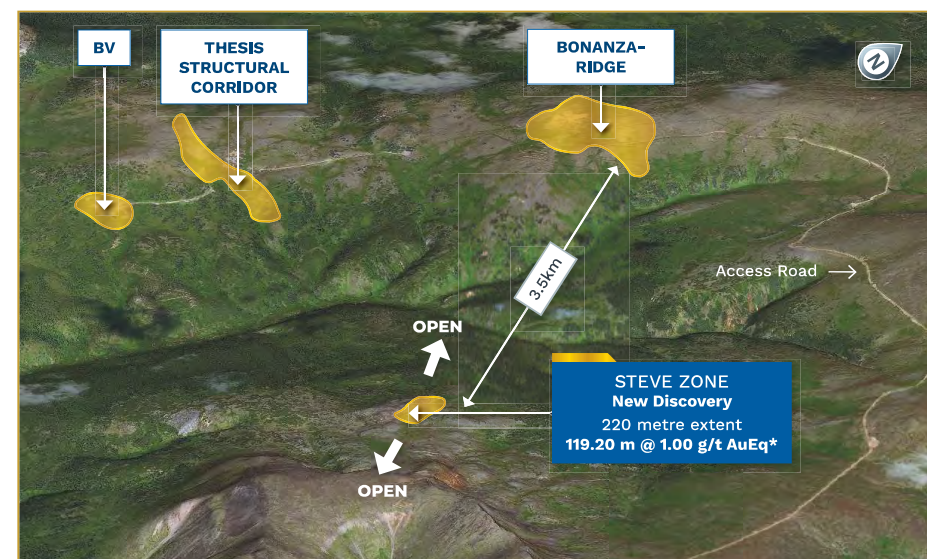 BV
THESIS
STRUCTURAL
CORRIDOR
BONANZA-
RIDGE
N
3.5km
Access Road
OPEN
STEVE ZONE
New Discovery
220 metre extent
119.20 m @ 1.00 g/t AuEq*
OPEN